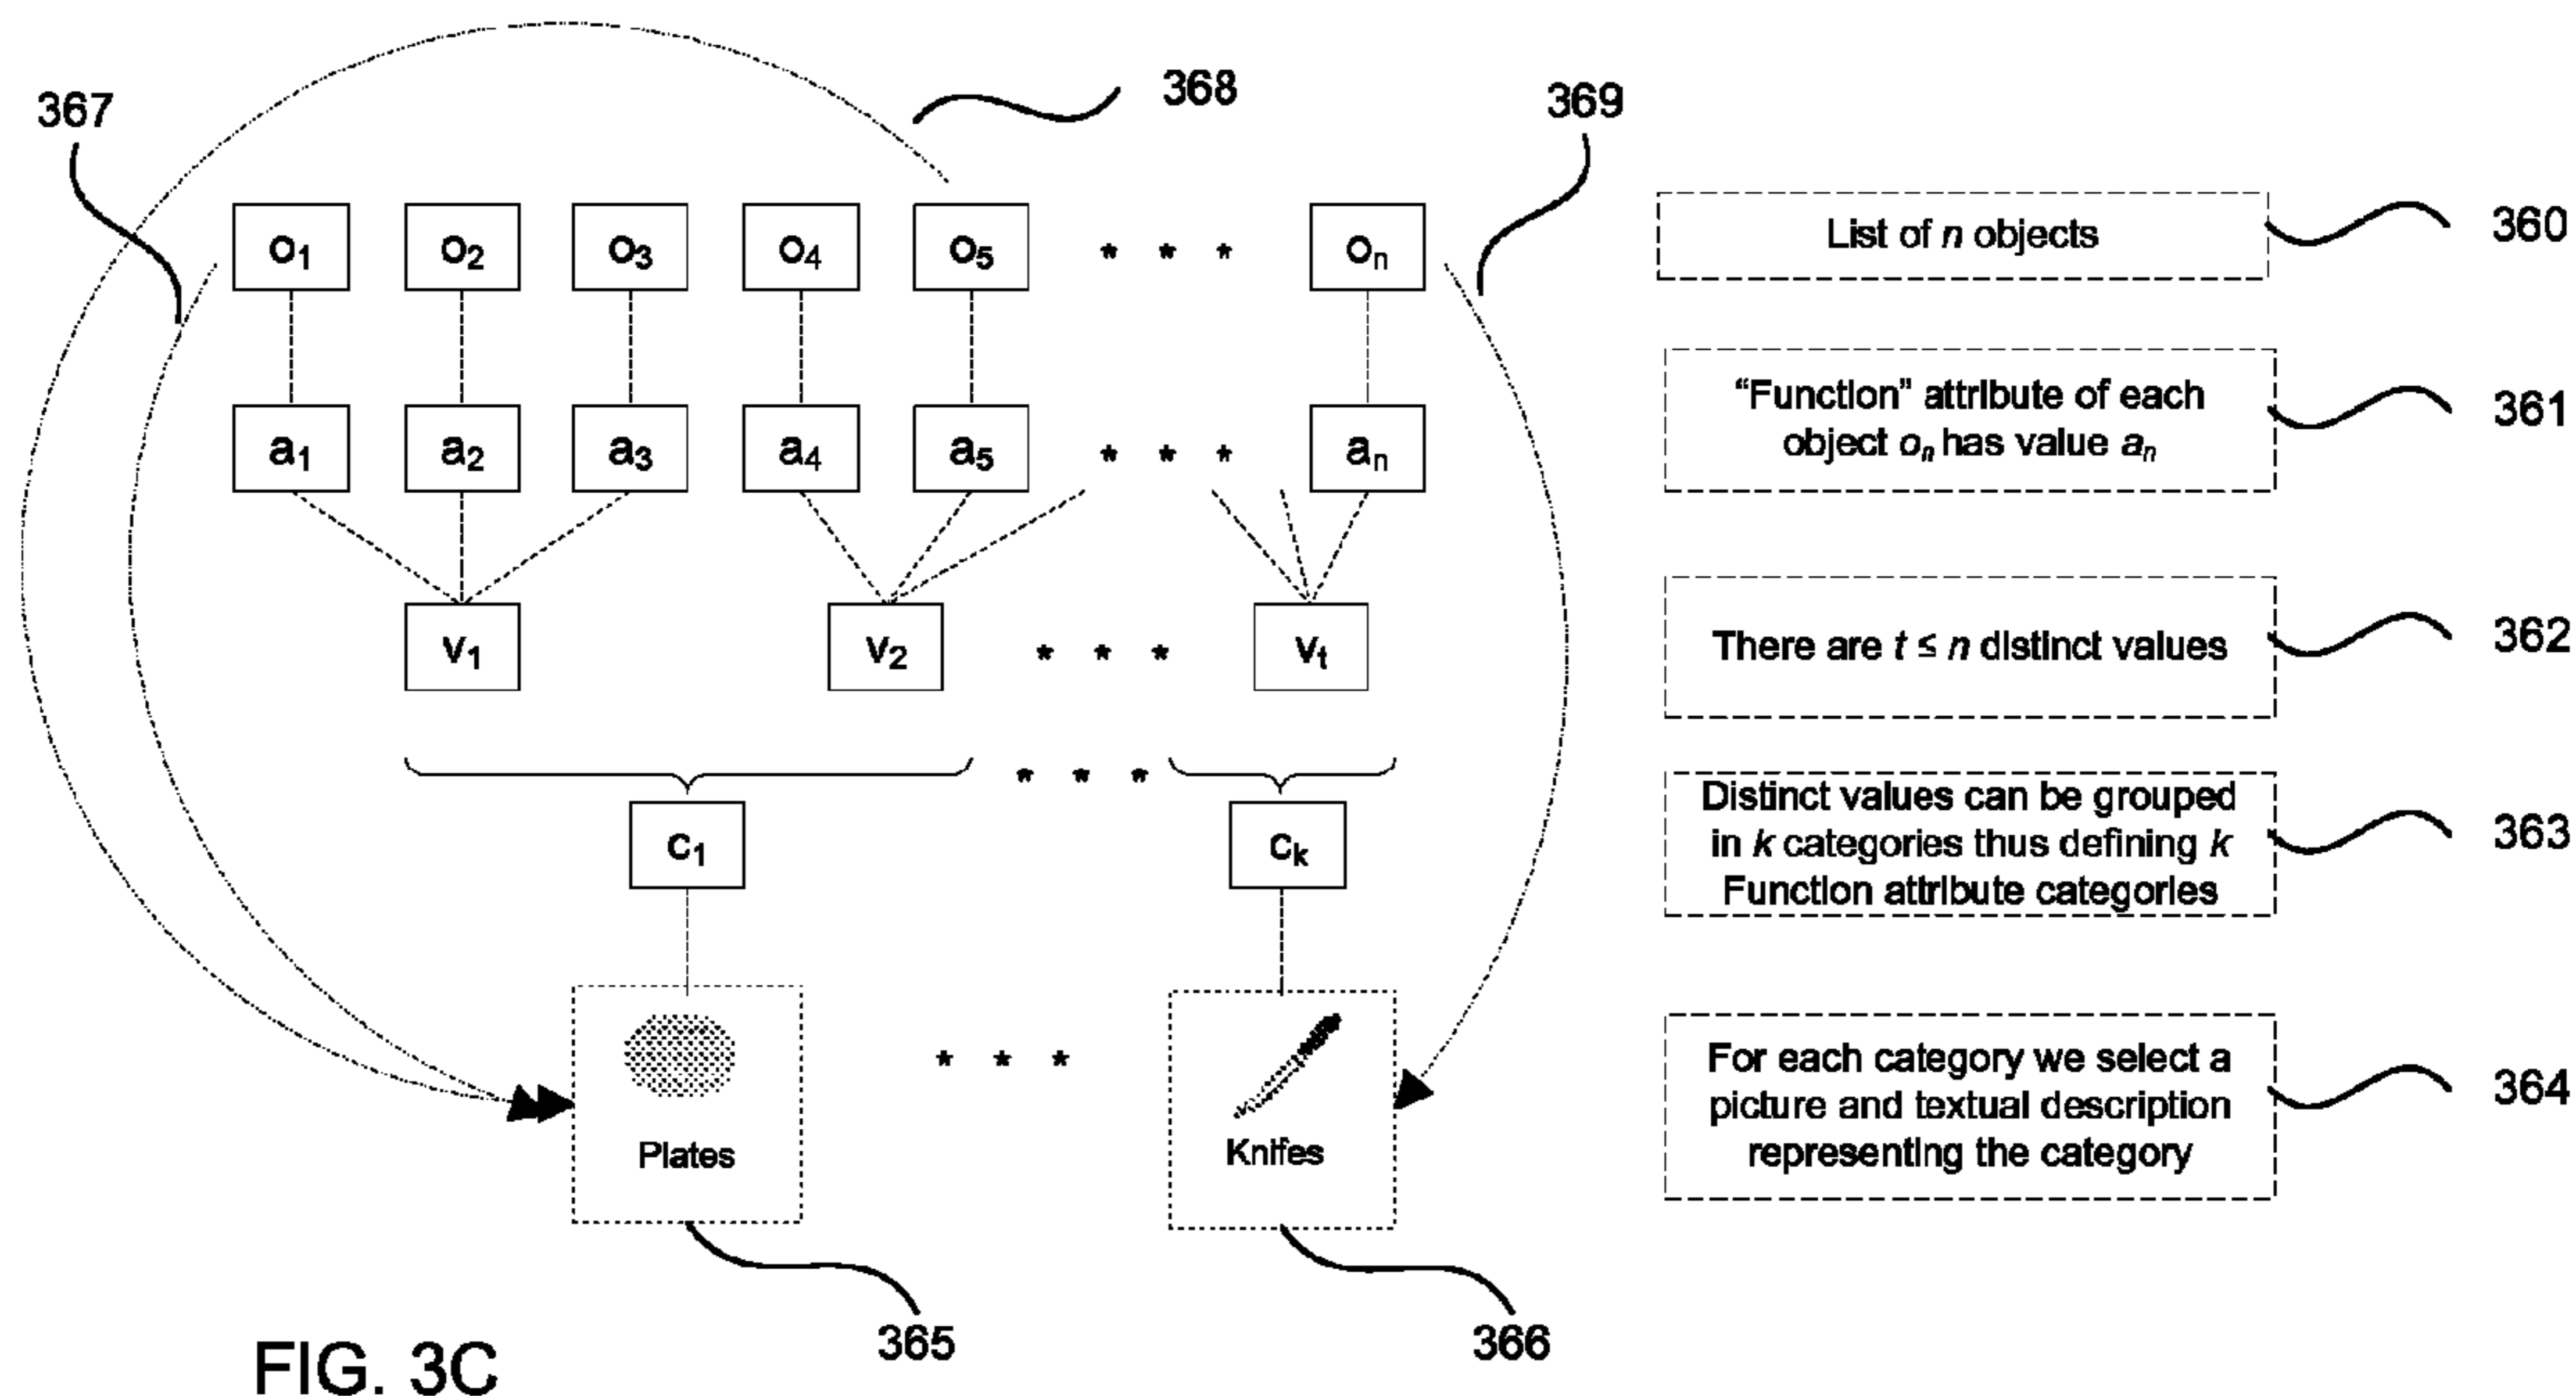 367
368
369
o₁ o₂ o₃ o₄ o₅ * * * oₙ
List of n objects
360
a₁ a₂ a₃ a₄ a₅ * * * aₙ
“Function” attribute of each
object oₙ has value aₙ
361
v₁ v₂ * * * vₜ
There are t ≤ n distinct values
362
* * *
c₁ cₖ
Distinct values can be grouped
in k categories thus defining k
Function attribute categories
363
Plates * * * Knifes
For each category we select a
picture and textual description
representing the category
364
365
366
FIG. 3C